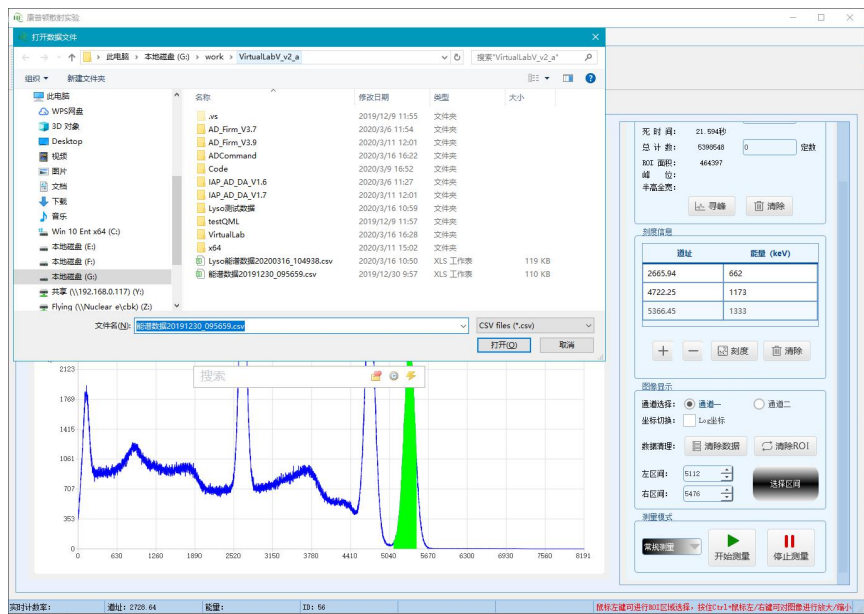 康普顿散射实验
打开数据文件
此电脑 › 本地磁盘 (G:) › work › VirtualLabV_v2_a
搜索"VirtualLabV_v2_a"
组织 新建文件夹
此电脑
WPS网盘
3D 对象
Desktop
视频
图片
文档
下载
音乐
Win 10 Ent x64 (C:)
本地磁盘 (E:)
本地磁盘 (F:)
本地磁盘 (G:)
共享 (\\192.168.0.117) (Y:)
Flying (\\Nuclear e\cbk) (Z:)
名称 修改日期 类型 大小
.vs 2019/12/9 11:55 文件夹
AD_Firm_V3.7 2020/3/6 11:54 文件夹
AD_Firm_V3.9 2020/3/11 12:01 文件夹
ADCommand 2020/3/16 16:22 文件夹
Code 2020/3/9 16:52 文件夹
IAP_AD_DA_V1.6 2020/3/6 11:27 文件夹
IAP_AD_DA_V1.7 2020/3/11 12:01 文件夹
Lyso测试数据 2020/3/16 10:59 文件夹
testQML 2019/12/9 11:57 文件夹
VirtualLab 2020/3/16 16:28 文件夹
x64 2020/3/11 15:02 文件夹
Lyso能谱数据20200316_104938.csv 2020/3/16 10:50 XLS 工作表 119 KB
能谱数据20191230_095659.csv 2019/12/30 9:57 XLS 工作表 110 KB
文件名(N): 能谱数据20191230_095659.csv CSV files (*.csv)
打开(O) 取消
搜索
2123
1769
1415
1061
707
353
0
0 630 1260 1890 2520 3150 3780 4410 5040 5670 6300 6930 7560 8191
死 时 间: 21.594秒
总 计 数: 5398548 0 定数
ROI 面积: 464397
峰 位:
半高全宽:
寻峰 清除
刻度信息
道址 能量 (keV)
2665.94 662
4722.25 1173
5366.45 1333
刻度 清除
图像显示
通道选择: 通道一 通道二
坐标切换: Log坐标
数据清理: 清除数据 清除ROI
左区间: 5112
右区间: 5476
选择区间
测量模式
常规测量 开始测量 停止测量
实时计数率: 道址: 2728.64 能量: ID: 56 鼠标左键可进行ROI区域选择,按住Ctrl+鼠标左/右键可对图像进行放大/缩小